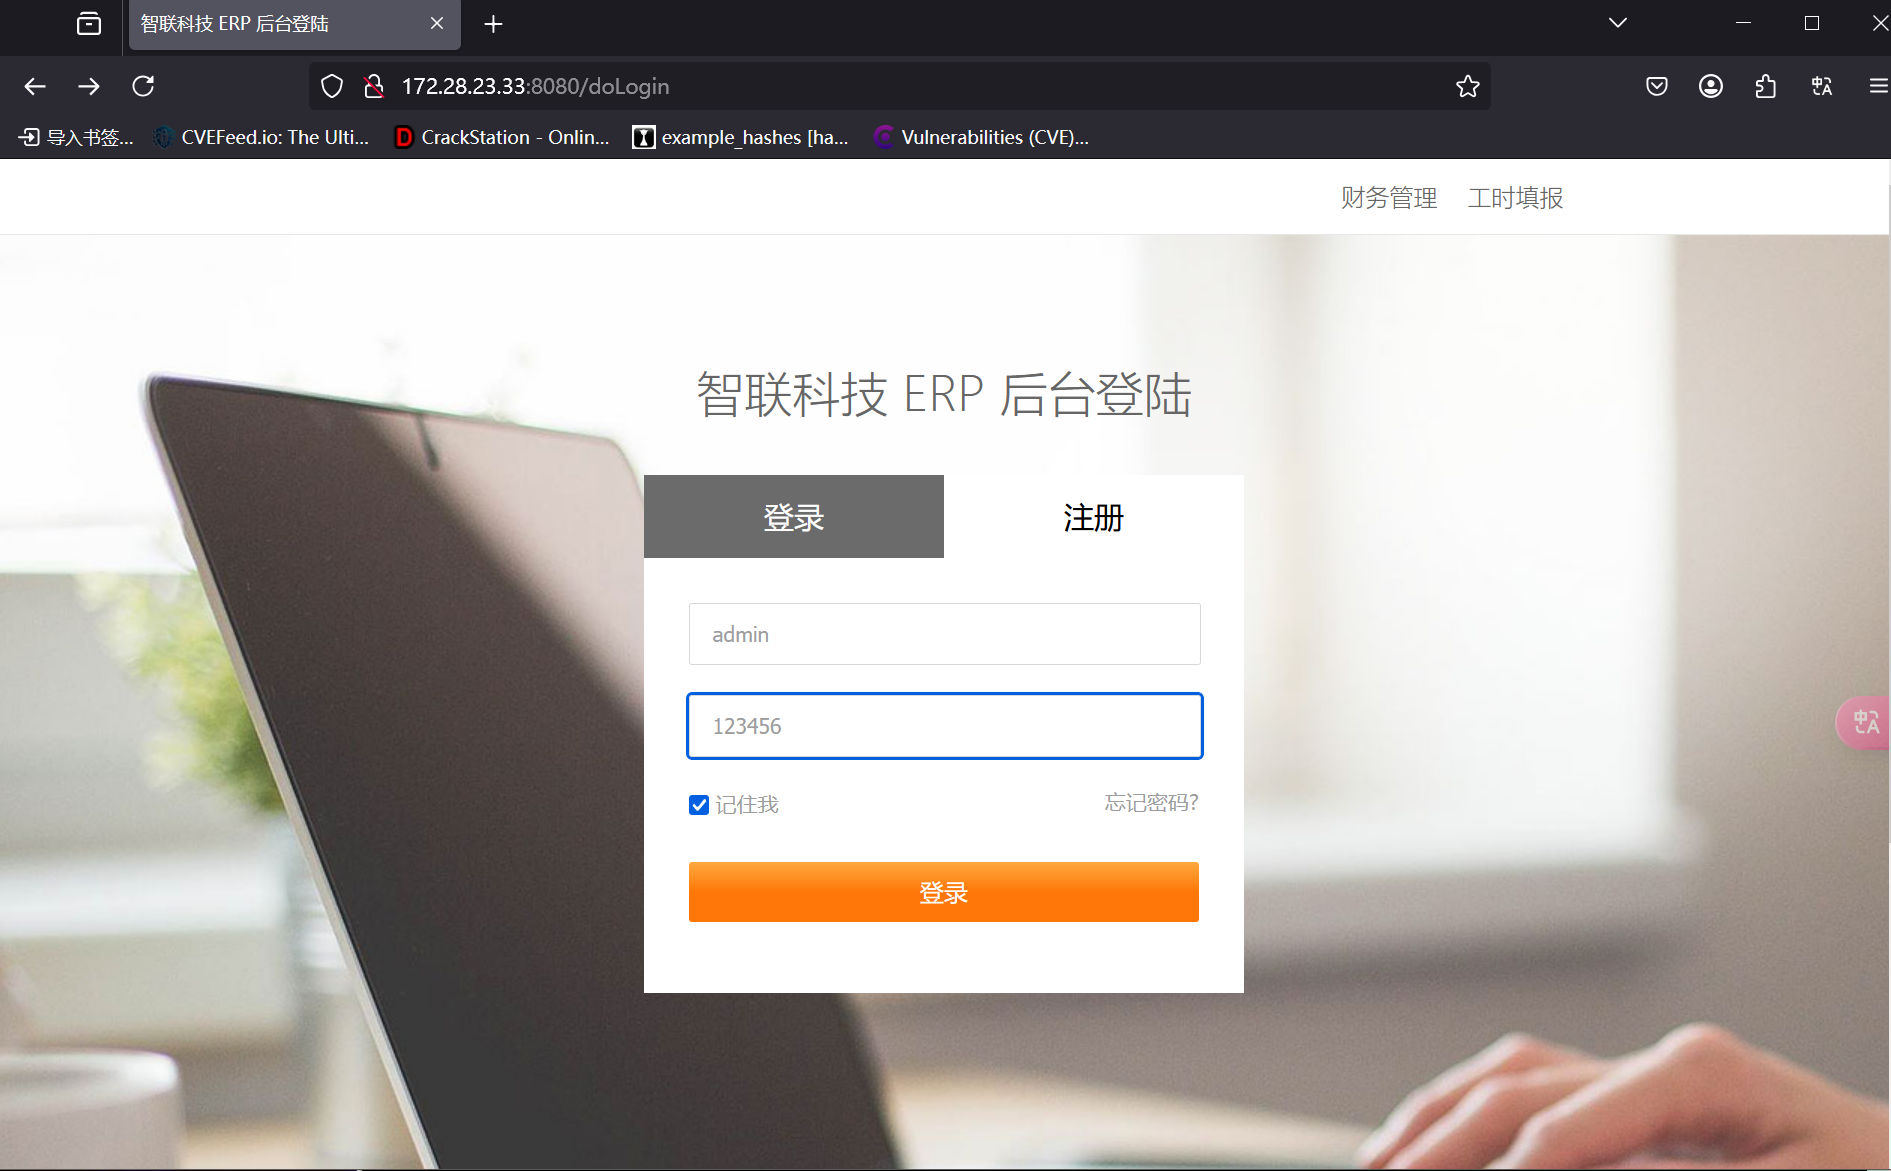 智联科技 ERP 后台登陆
172.28.23.33:8080/doLogin
导入书签...
CVEFeed.io: The Ulti...
CrackStation - Onlin...
example_hashes [ha...
Vulnerabilities (CVE)...
财务管理
工时填报
智联科技 ERP 后台登陆
登录
注册
admin
123456
记住我
忘记密码?
登录